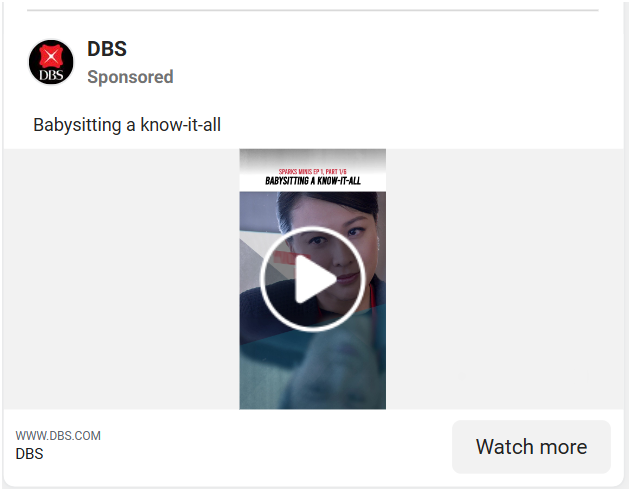 DBS
DBS
Sponsored
Babysitting a know-it-all
SPARKS MINIS EP 1, PART 1/6
BABYSITTING A KNOW-IT-ALL
WWW.DBS.COM
DBS
Watch more